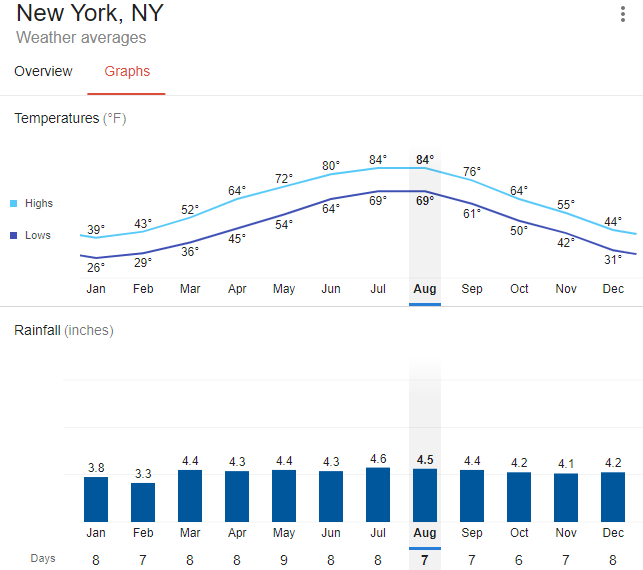 New York, NY
Weather averages
Overview Graphs
Temperatures (°F)
Highs
Lows
39° 43° 52° 64° 72° 80° 84° 84° 76° 64° 55° 44°
26° 29° 36° 45° 54° 64° 69° 69° 61° 50° 42° 31°
Jan Feb Mar Apr May Jun Jul Aug Sep Oct Nov Dec
Rainfall (inches)
3.8 3.3 4.4 4.3 4.4 4.3 4.6 4.5 4.4 4.2 4.1 4.2
Jan Feb Mar Apr May Jun Jul Aug Sep Oct Nov Dec
Days 8 7 8 8 9 8 8 7 7 6 7 8